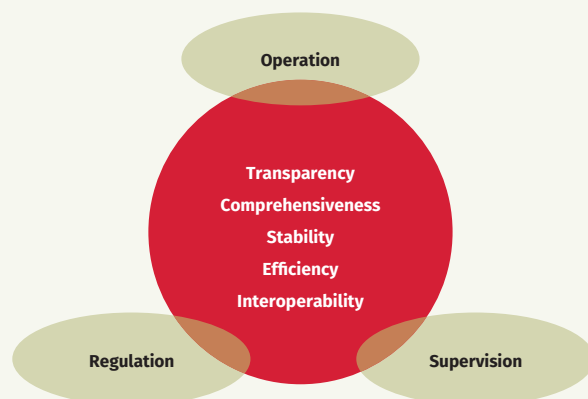 Operation
Transparency
Comprehensiveness
Stability
Efficiency
Interoperability
Regulation
Supervision